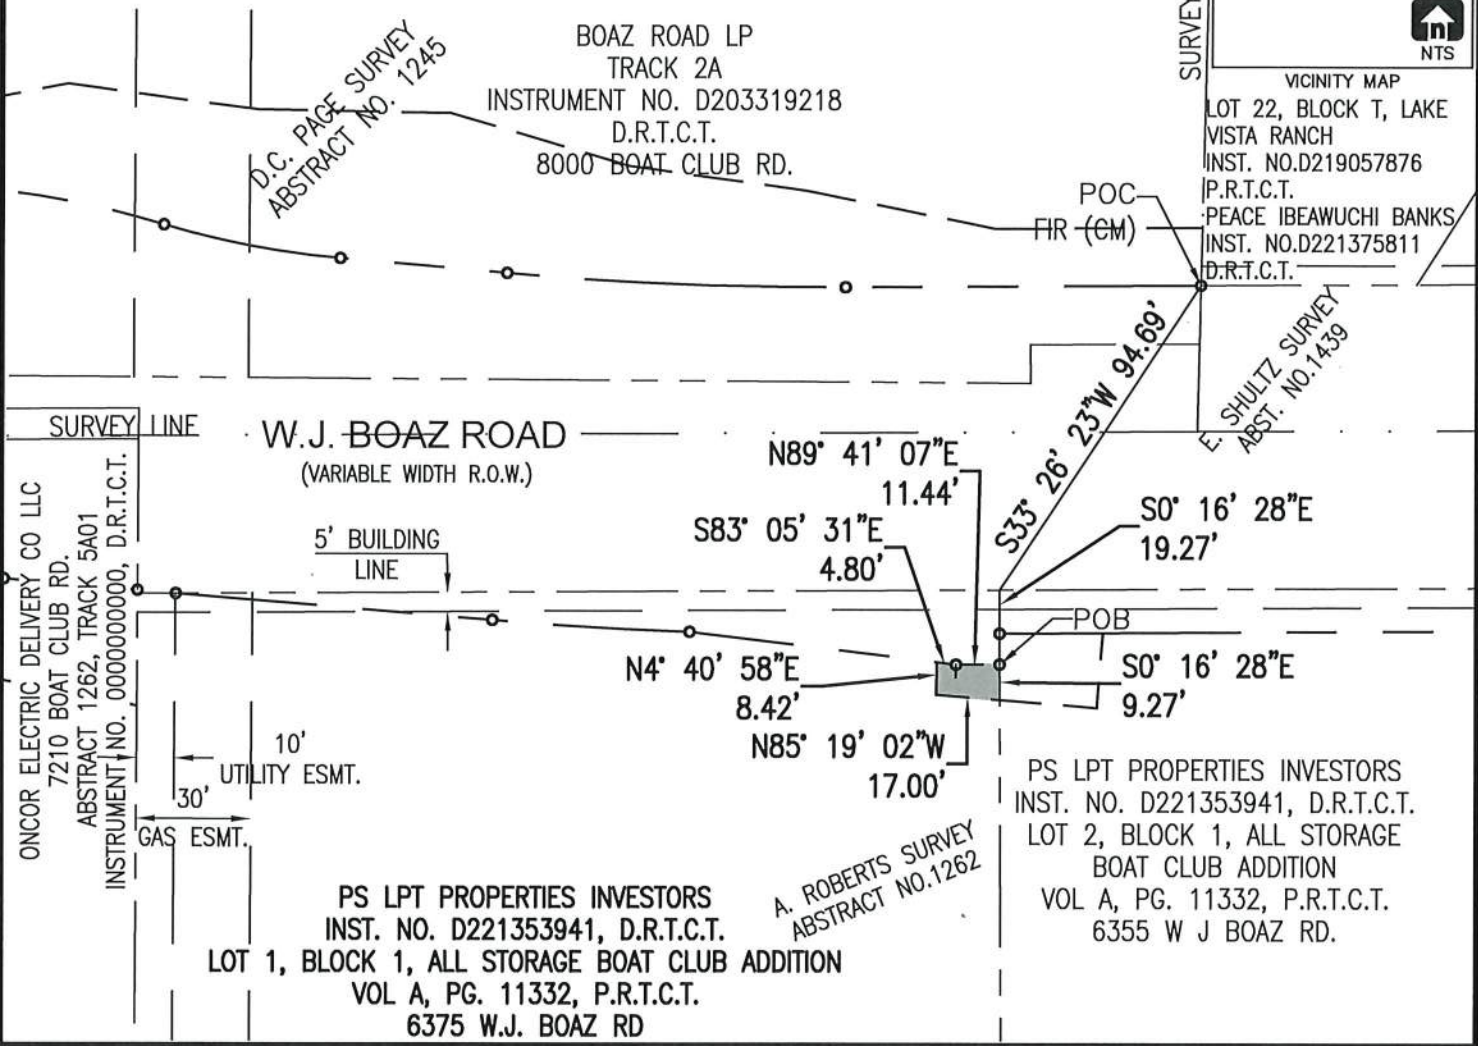 BOAZ ROAD LP
TRACK 2A
INSTRUMENT NO. D203319218
D.R.T.C.T.
8000 BOAT CLUB RD.
D.C. PAGE SURVEY
ABSTRACT NO. 1245
SURVEY
n
NTS
VICINITY MAP
LOT 22, BLOCK T, LAKE
VISTA RANCH
INST. NO.D219057876
P.R.T.C.T.
PEACE IBEAWUCHI BANKS
INST. NO.D221375811
D.R.T.C.T.
POC
FIR (CM)
S33° 26' 23"W 94.69'
E. SHULTZ SURVEY
ABST. NO.1439
SURVEY LINE
W.J. BOAZ ROAD
(VARIABLE WIDTH R.O.W.)
N89° 41' 07"E
11.44'
S83° 05' 31"E
4.80'
S0° 16' 28"E
19.27'
5' BUILDING
LINE
POB
N4° 40' 58"E
8.42'
S0° 16' 28"E
9.27'
N85° 19' 02"W
17.00'
ONCOR ELECTRIC DELIVERY CO LLC
7210 BOAT CLUB RD.
ABSTRACT 1262, TRACK 5A01
INSTRUMENT NO. 0000000000, D.R.T.C.T.
10'
UTILITY ESMT.
30'
GAS ESMT.
A. ROBERTS SURVEY
ABSTRACT NO.1262
PS LPT PROPERTIES INVESTORS
INST. NO. D221353941, D.R.T.C.T.
LOT 2, BLOCK 1, ALL STORAGE
BOAT CLUB ADDITION
VOL A, PG. 11332, P.R.T.C.T.
6355 W J BOAZ RD.
PS LPT PROPERTIES INVESTORS
INST. NO. D221353941, D.R.T.C.T.
LOT 1, BLOCK 1, ALL STORAGE BOAT CLUB ADDITION
VOL A, PG. 11332, P.R.T.C.T.
6375 W.J. BOAZ RD